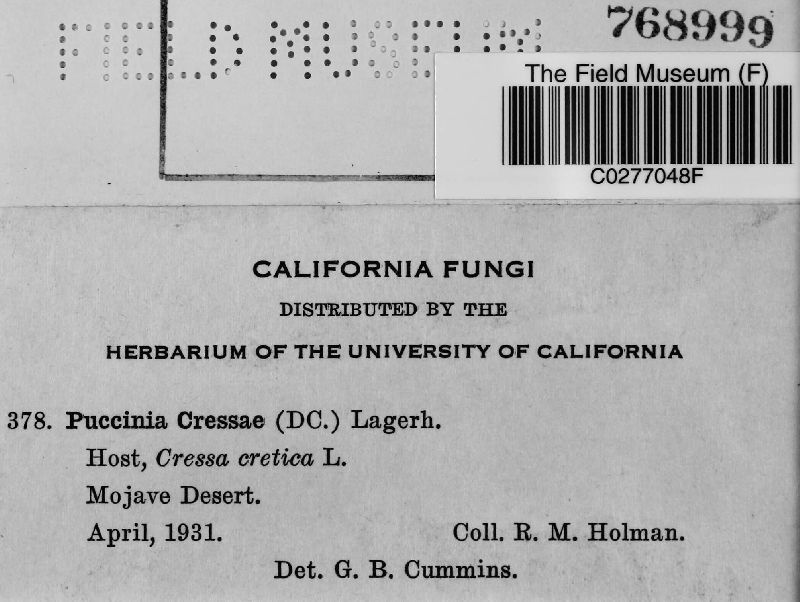 FIELD MUSEUM
768999
The Field Museum (F)
C0277048F
CALIFORNIA FUNGI
DISTRIBUTED BY THE
HERBARIUM OF THE UNIVERSITY OF CALIFORNIA
378. Puccinia Cressae (DC.) Lagerh.
Host, Cressa cretica L.
Mojave Desert.
April, 1931. Coll. R. M. Holman.
Det. G. B. Cummins.